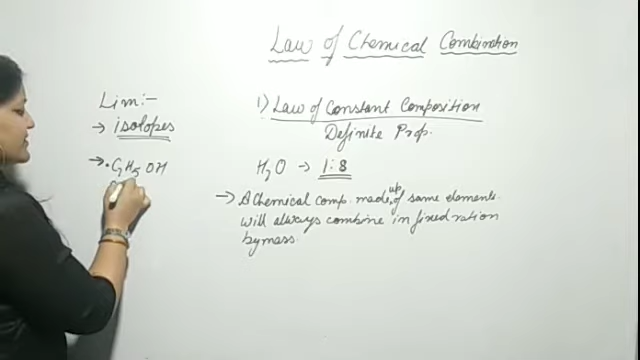 Law of Chemical Combination
Lim:-
→ isotopes
→ • C2H5OH
1) Law of Constant Composition
Definite Prop.
H2O → 1:8
→ A Chemical comp. made up of same elements
will always combine in fixed ration
by mass.